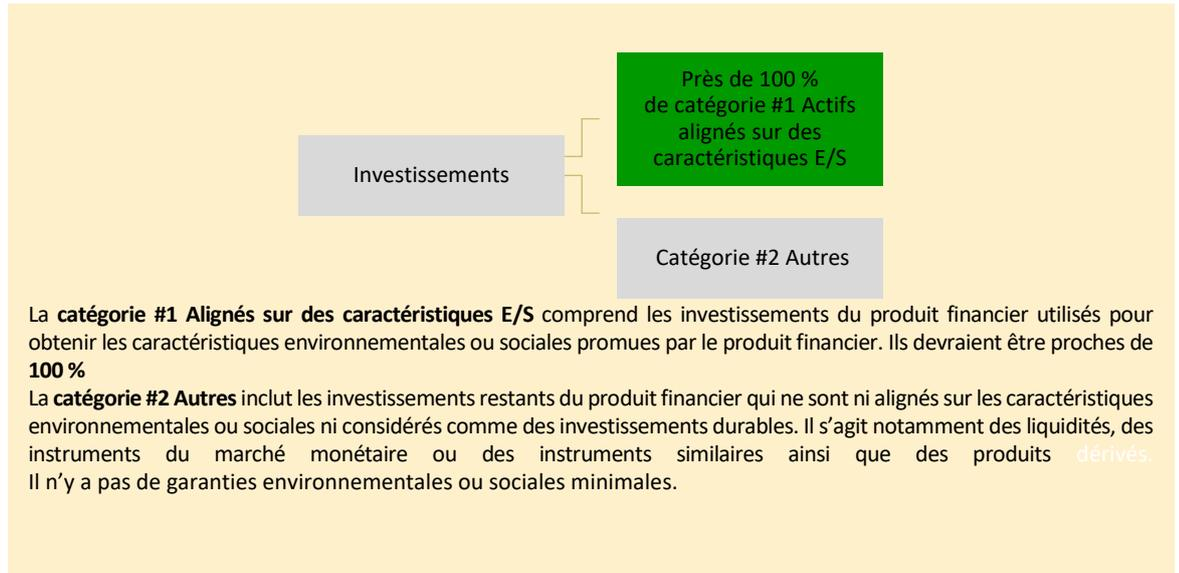 Près de 100 %
de catégorie #1 Actifs
alignés sur des
caractéristiques E/S
Investissements
Catégorie #2 Autres
La catégorie #1 Alignés sur des caractéristiques E/S comprend les investissements du produit financier utilisés pour
obtenir les caractéristiques environnementales ou sociales promues par le produit financier. Ils devraient être proches de
100 %
La catégorie #2 Autres inclut les investissements restants du produit financier qui ne sont ni alignés sur les caractéristiques
environnementales ou sociales ni considérés comme des investissements durables. Il s’agit notamment des liquidités, des
instruments du marché monétaire ou des instruments similaires ainsi que des produits dérivés.
Il n’y a pas de garanties environnementales ou sociales minimales.